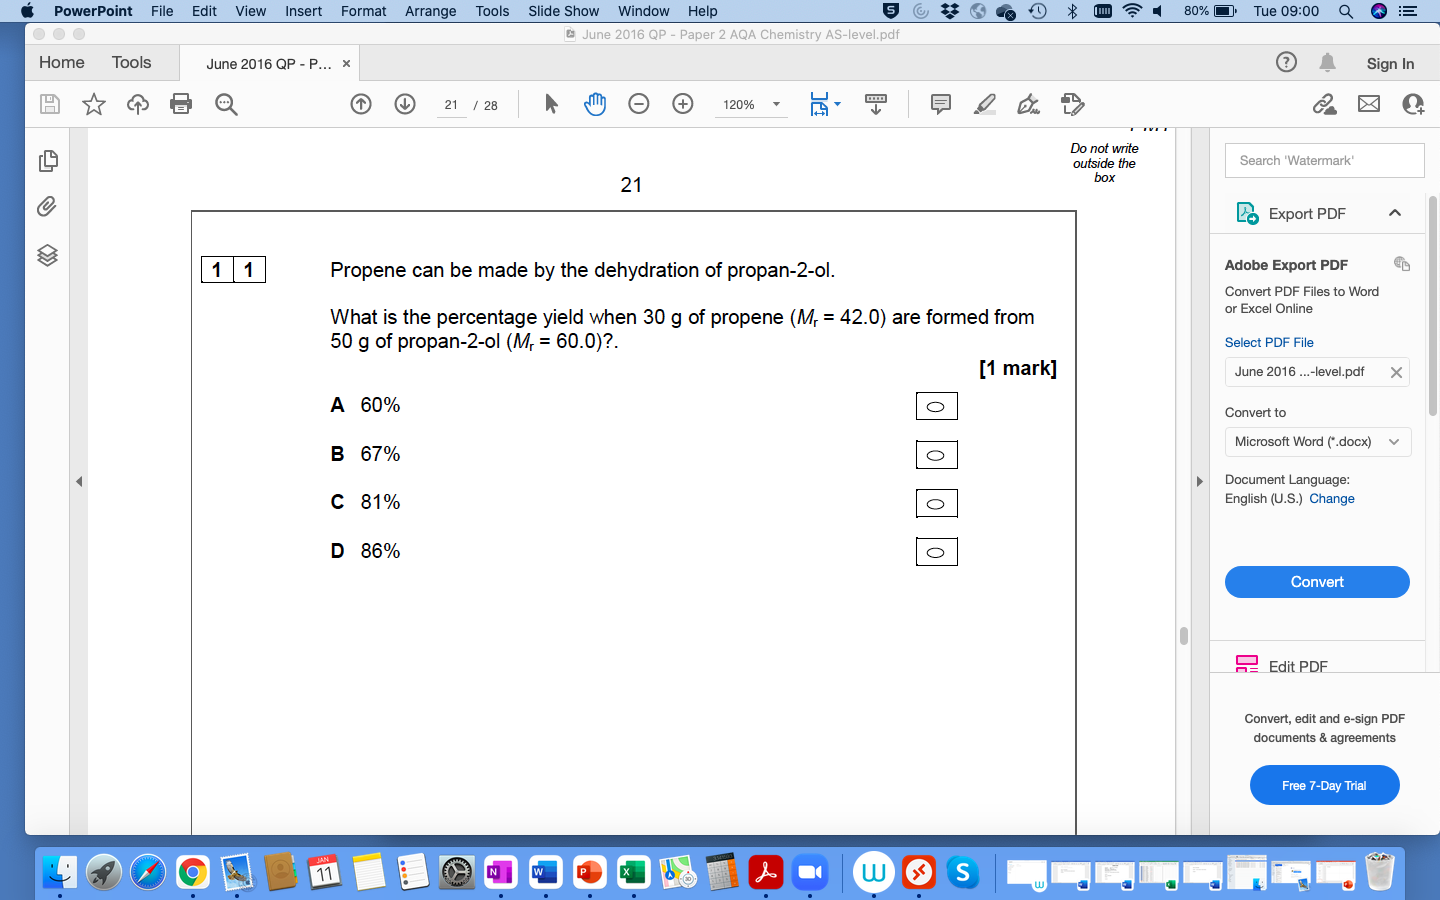 PowerPoint File Edit View Insert Format Arrange Tools Slide Show Window Help 80% Tue 09:00
June 2016 QP - Paper 2 AQA Chemistry AS-level.pdf
Home Tools June 2016 QP - P... × Sign In
21 / 28 120%
Do not write
outside the
box
21
1 1 Propene can be made by the dehydration of propan-2-ol.
What is the percentage yield when 30 g of propene (Mr = 42.0) are formed from
50 g of propan-2-ol (Mr = 60.0)?.
[1 mark]
A 60%
B 67%
C 81%
D 86%
Search 'Watermark'
Export PDF
Adobe Export PDF
Convert PDF Files to Word
or Excel Online
Select PDF File
June 2016 ...-level.pdf
Convert to
Microsoft Word (*.docx)
Document Language:
English (U.S.) Change
Convert
Edit PDF
Convert, edit and e-sign PDF
documents & agreements
Free 7-Day Trial
JAN
11